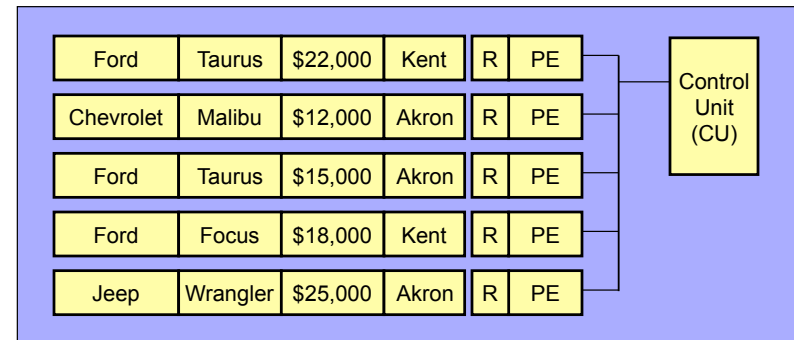 Ford Taurus $22,000 Kent R PE
Chevrolet Malibu $12,000 Akron R PE
Ford Taurus $15,000 Akron R PE
Ford Focus $18,000 Kent R PE
Jeep Wrangler $25,000 Akron R PE
Control
Unit
(CU)